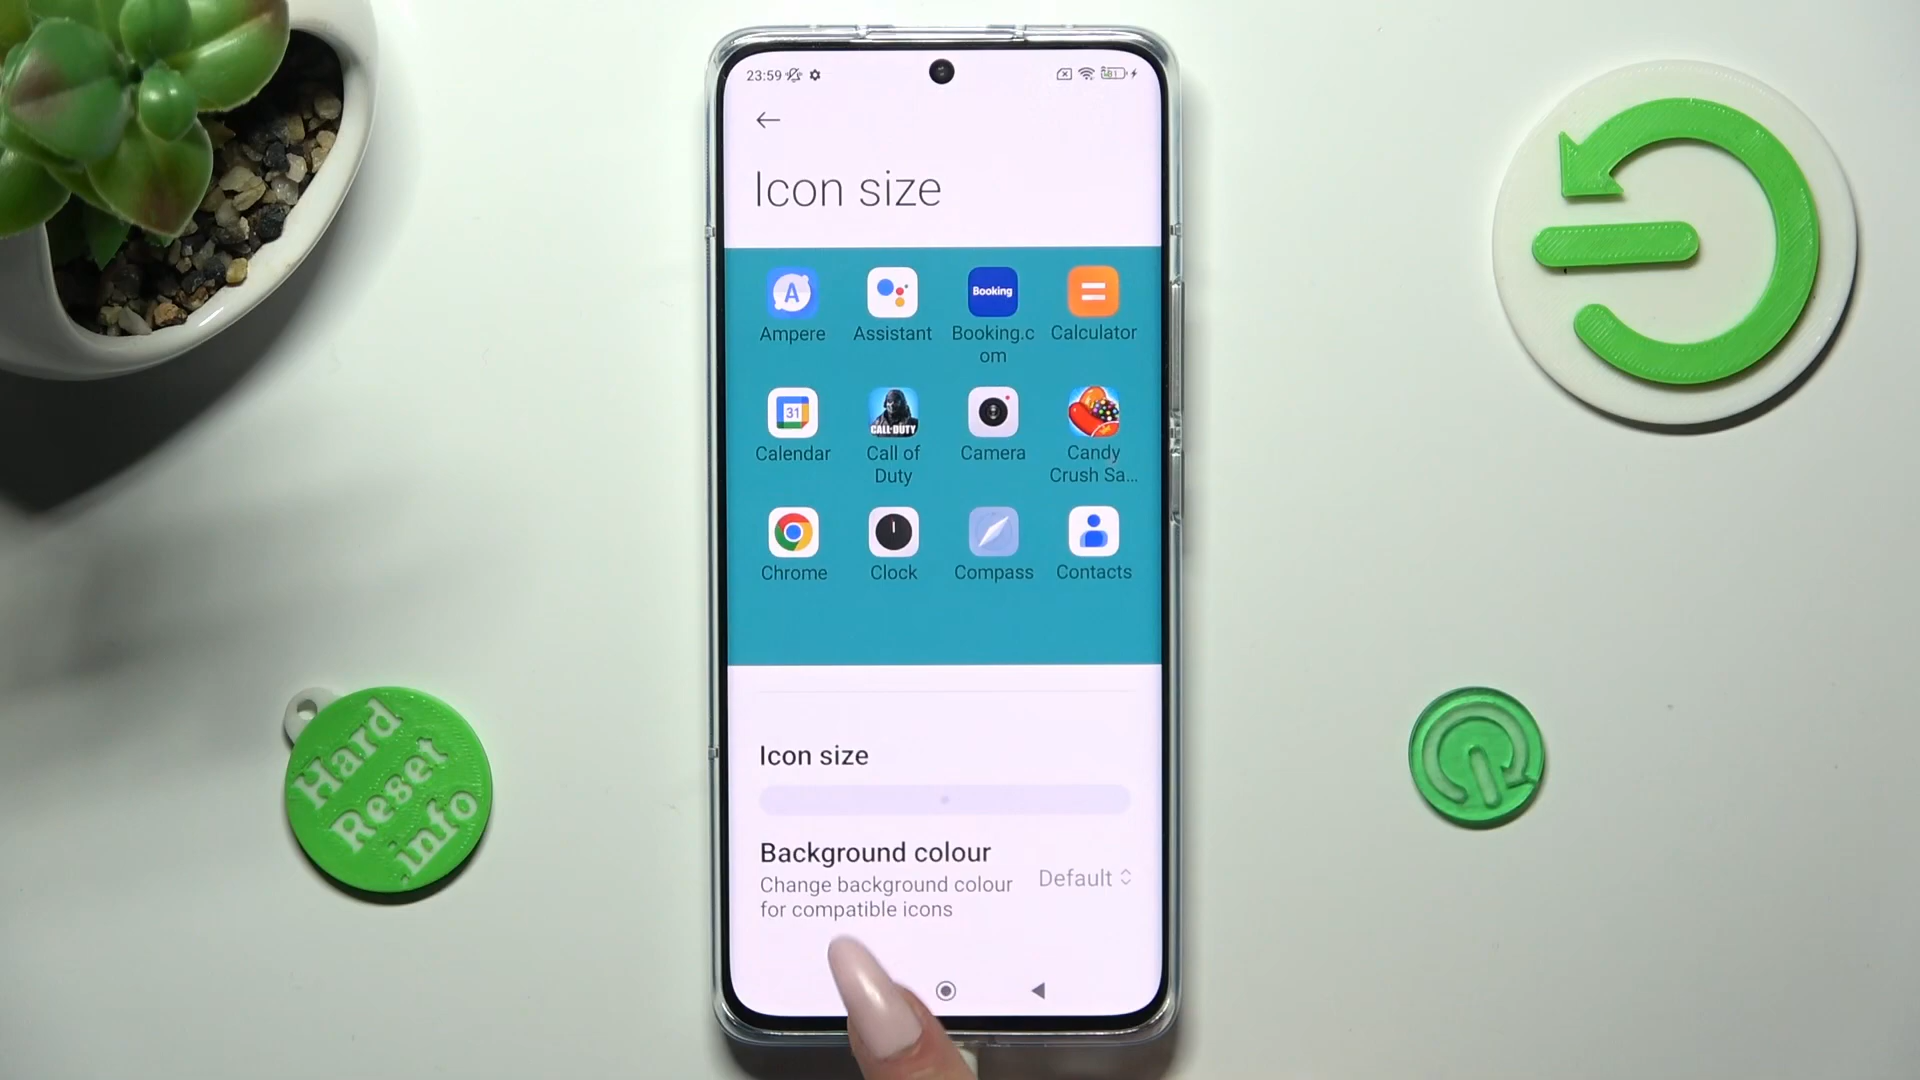 23:59
Icon size
A
Booking
Ampere Assistant Booking.c
om Calculator
31
CALL·DUTY
Calendar Call of
Duty Camera Candy
Crush Sa...
Chrome Clock Compass Contacts
Icon size
Background colour
Change background colour
for compatible icons
Default
Hard
Reset
.info